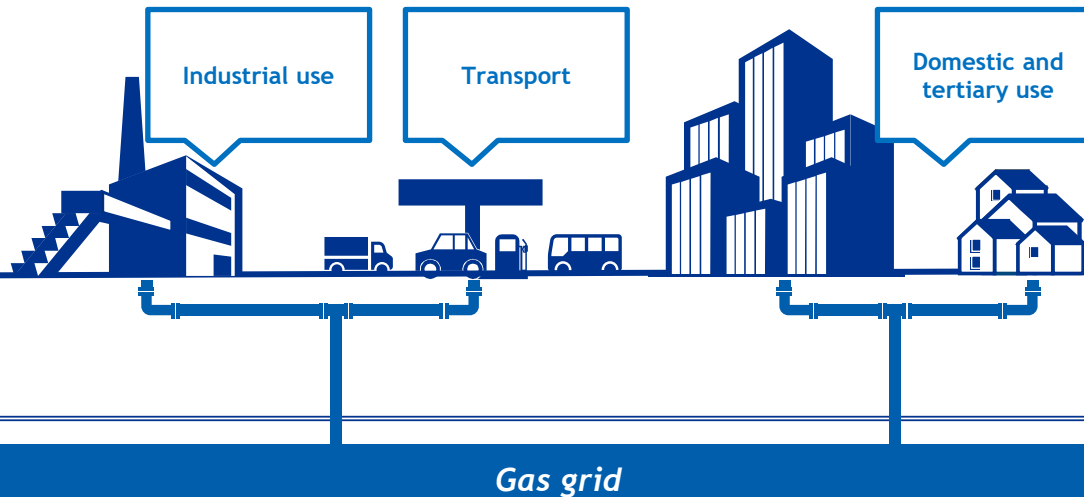 Industrial use
Transport
Domestic and
tertiary use
Gas grid